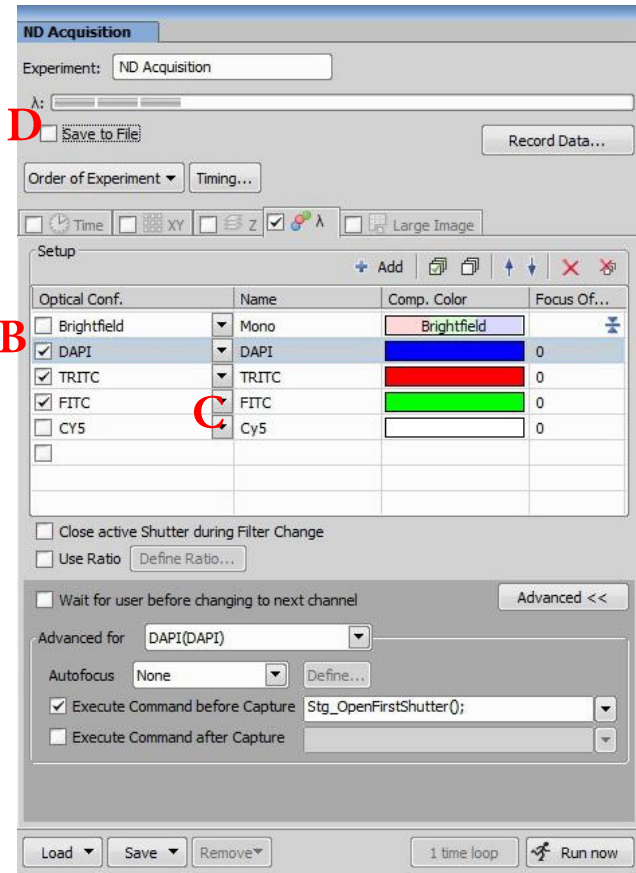 ND Acquisition
Experiment: ND Acquisition
λ:
D Save to File Record Data...
Order of Experiment Timing...
Time XY Z λ Large Image
Setup
Add
Optical Conf. Name Comp. Color Focus Of...
Brightfield Mono Brightfield
B DAPI DAPI 0
TRITC TRITC 0
C FITC FITC 0
CY5 Cy5 0
Close active Shutter during Filter Change
Use Ratio Define Ratio...
Wait for user before changing to next channel Advanced <<
Advanced for DAPI(DAPI)
Autofocus None Define...
Execute Command before Capture Stg_OpenFirstShutter();
Execute Command after Capture
Load Save Remove 1 time loop Run now